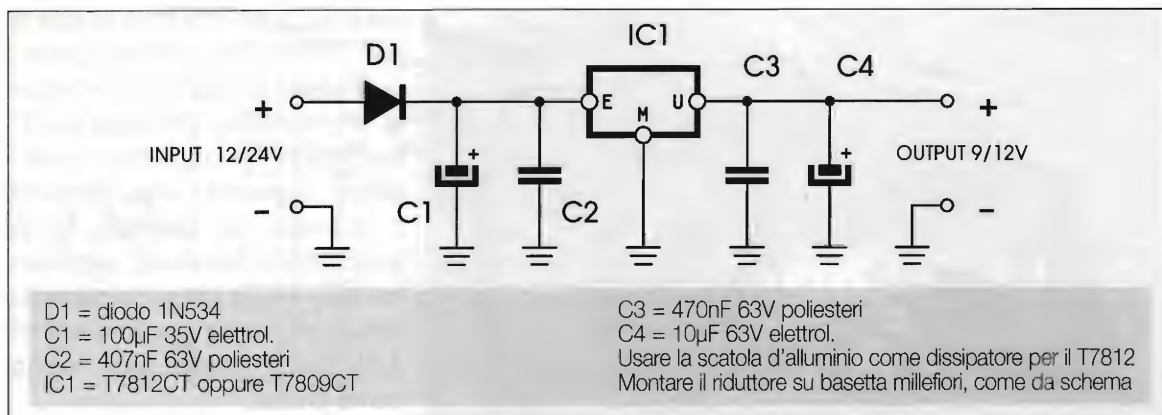 IC1
D1
C3
C4
E
U
M
+
+
INPUT 12/24V
+
+
OUTPUT 9/12V
-
C1
C2
-
D1 = diodo 1N534
C1 = 100µF 35V elettrol.
C2 = 407nF 63V poliesteri
IC1 = T7812CT oppure T7809CT
C3 = 470nF 63V poliesteri
C4 = 10µF 63V elettrol.
Usare la scatola d'alluminio come dissipatore per il T7812
Montare il riduttore su basetta millefiori, come da schema